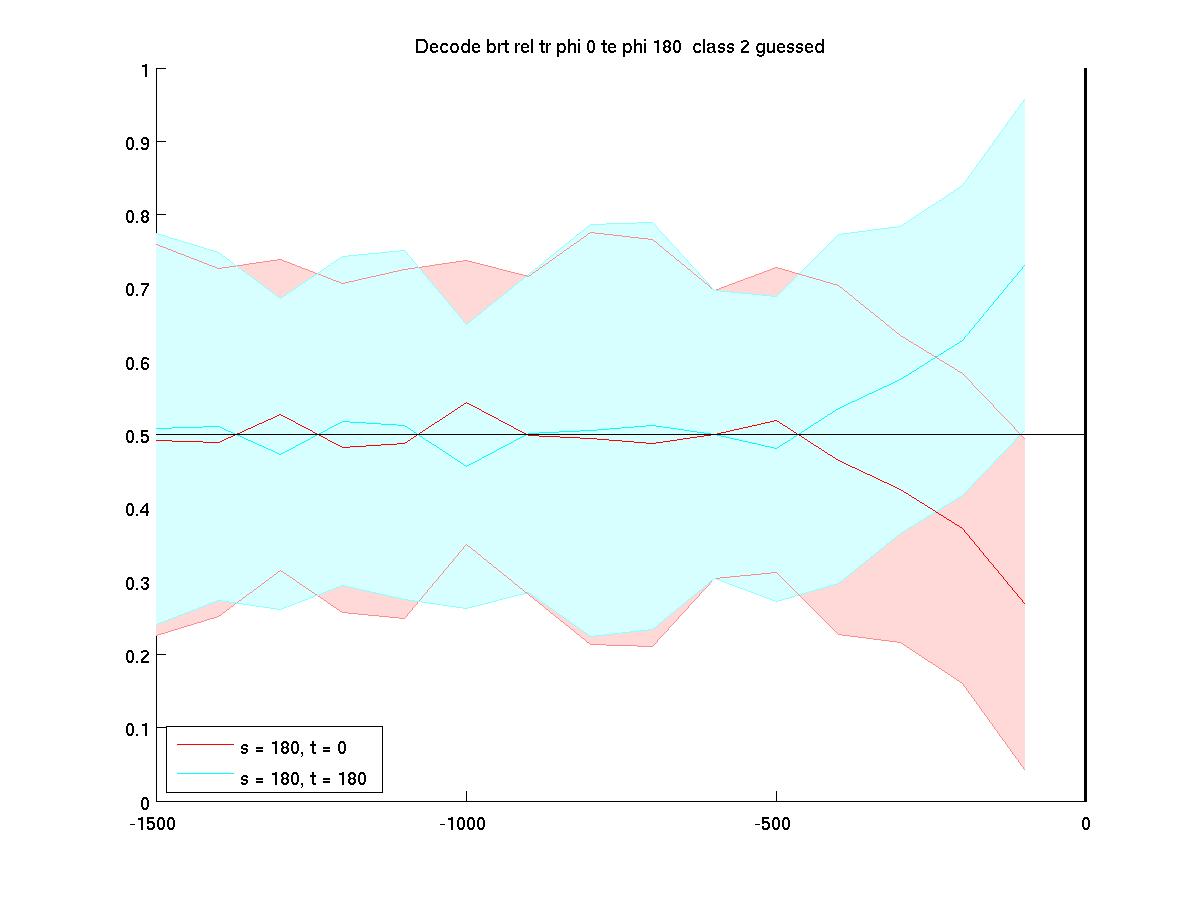 Decode brt rel tr phi 0 te phi 180  class 2 guessed
1
0.9
0.8
0.7
0.6
0.5
0.4
0.3
0.2
0.1
0
s = 180, t = 0
s = 180, t = 180
-1500 -1000 -500 0